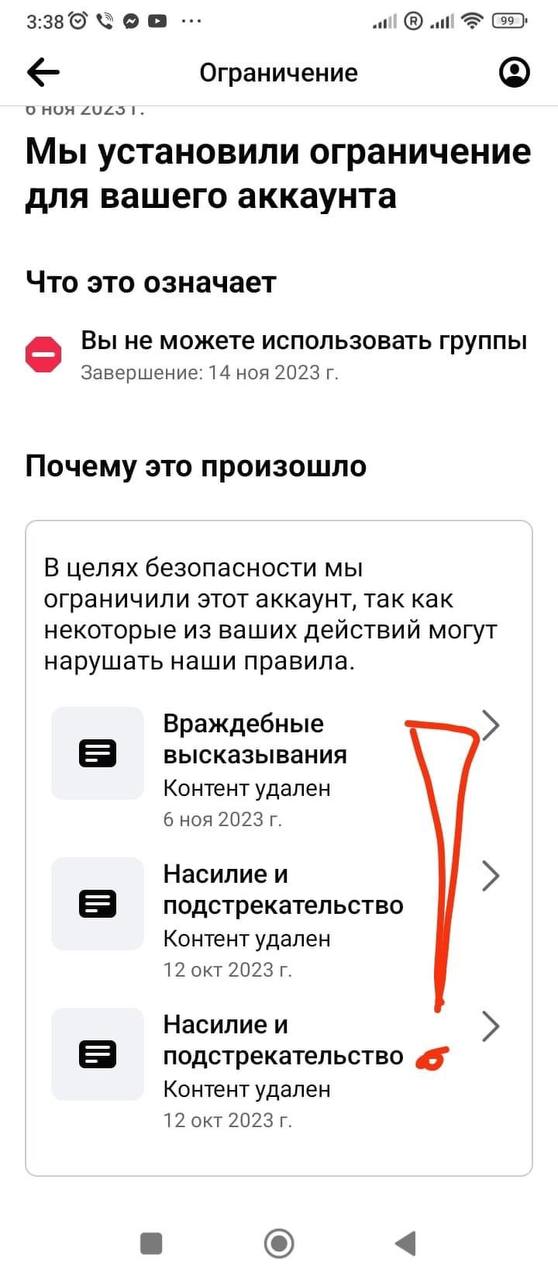 3:38
R
99
Ограничение
6 ноя 2023 г.
Мы установили ограничение
для вашего аккаунта
Что это означает
Вы не можете использовать группы
Завершение: 14 ноя 2023 г.
Почему это произошло
В целях безопасности мы
ограничили этот аккаунт, так как
некоторые из ваших действий могут
нарушать наши правила.
Враждебные
высказывания
Контент удален
6 ноя 2023 г.
Насилие и
подстрекательство
Контент удален
12 окт 2023 г.
Насилие и
подстрекательство
Контент удален
12 окт 2023 г.